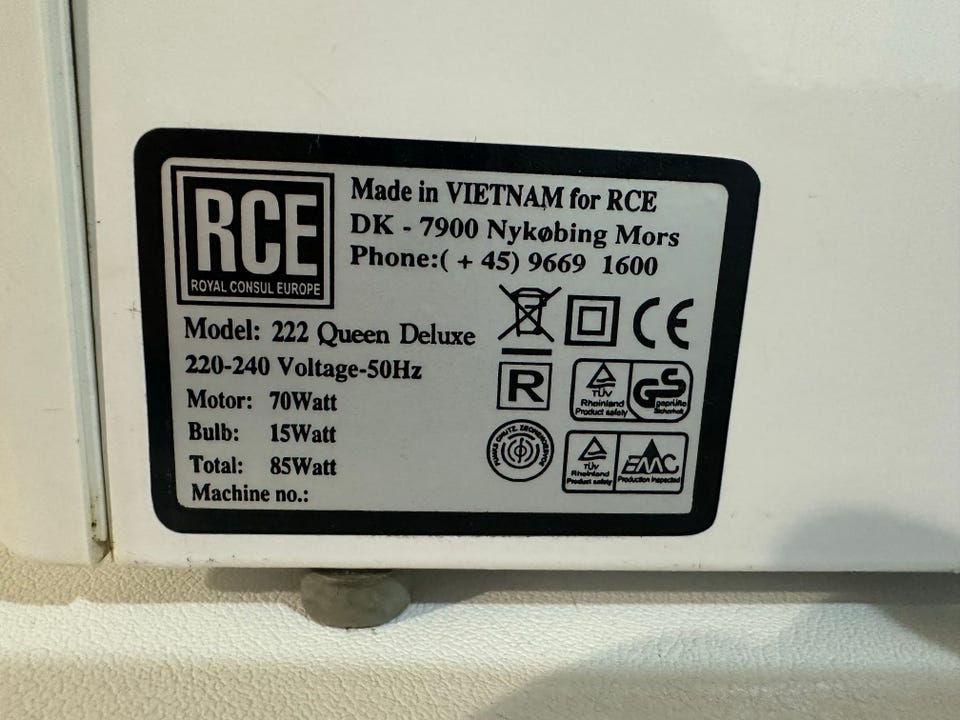 RCE
ROYAL CONSUL EUROPE
Made in VIETNAM for RCE
DK - 7900 Nykøbing Mors
Phone:( + 45) 9669 1600
Model: 222 Queen Deluxe
220-240 Voltage-50Hz
Motor: 70Watt
Bulb: 15Watt
Total: 85Watt
Machine no.:
CE
R
TÜV
Rheinland
Product safety
GS
geprüfte
Sicherheit
TÜV
Rheinland
Product safety
EMC
Production inspected